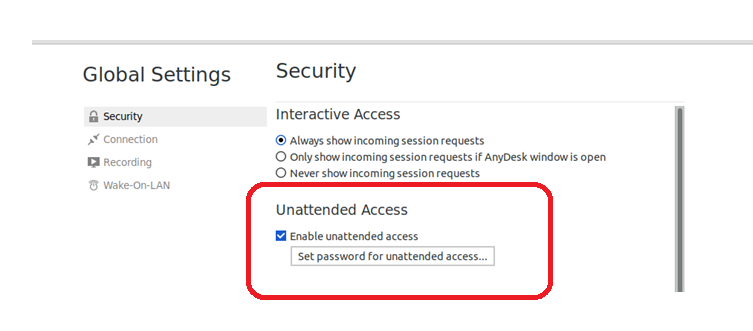 Global Settings
Security
Connection
Recording
Wake-On-LAN
Security
Interactive Access
Always show incoming session requests
Only show incoming session requests if AnyDesk window is open
Never show incoming session requests
Unattended Access
Enable unattended access
Set password for unattended access...